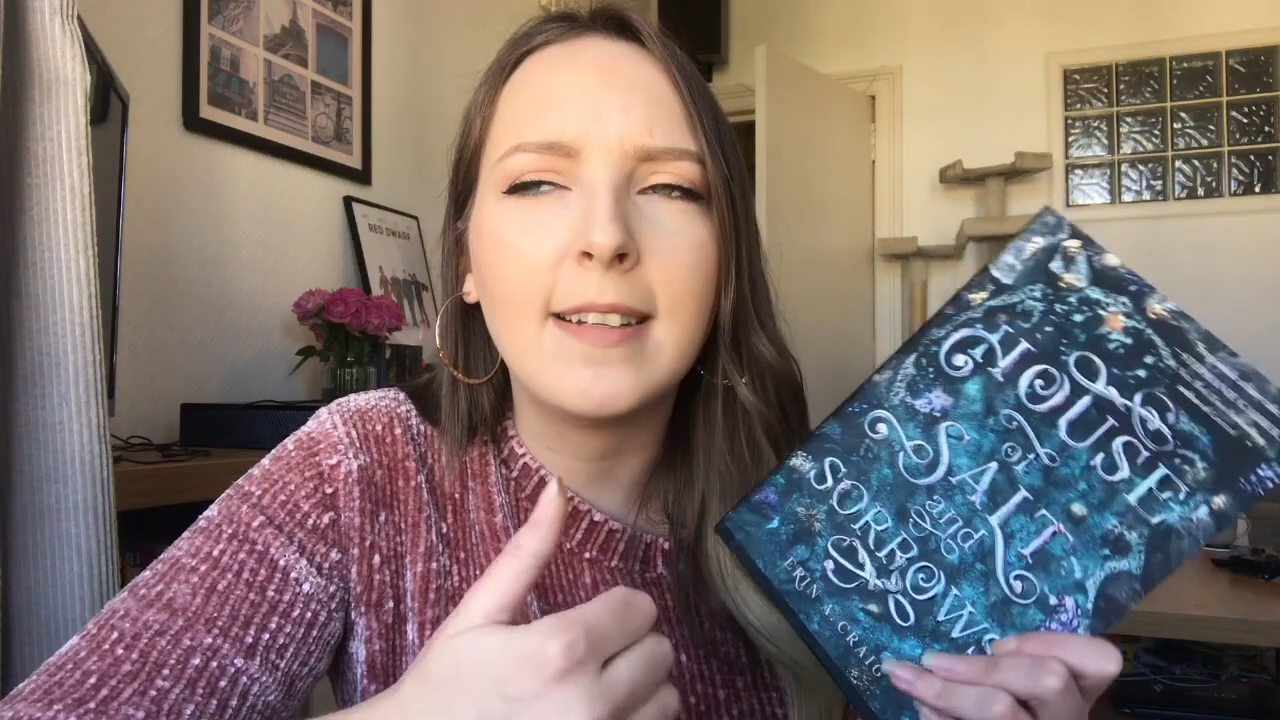 RED DWARF
HOUSE
of
SALT
and
SORROWS
ERIN A. CRAIG